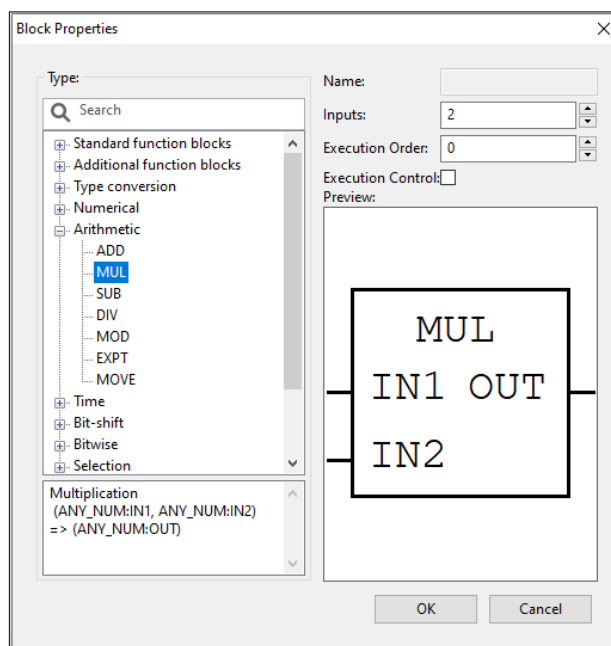 Block Properties
Type:
Search
Standard function blocks
Additional function blocks
Type conversion
Numerical
Arithmetic
ADD
MUL
SUB
DIV
MOD
EXPT
MOVE
Time
Bit-shift
Bitwise
Selection
Multiplication
(ANY_NUM:IN1, ANY_NUM:IN2)
=> (ANY_NUM:OUT)
Name:
Inputs: 2
Execution Order: 0
Execution Control:
Preview:
MUL
IN1 OUT
IN2
OK Cancel